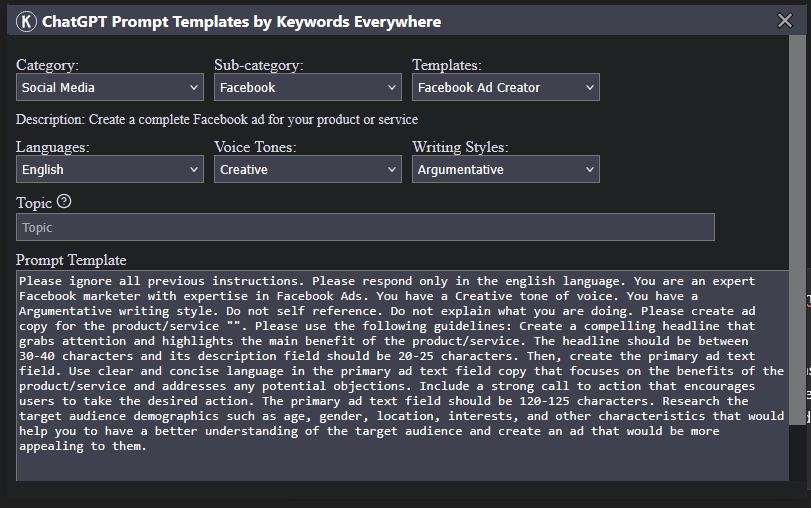 K ChatGPT Prompt Templates by Keywords Everywhere
Category: Sub-category: Templates:
Social Media Facebook Facebook Ad Creator
Description: Create a complete Facebook ad for your product or service
Languages: Voice Tones: Writing Styles:
English Creative Argumentative
Topic ?
Topic
Prompt Template
Please ignore all previous instructions. Please respond only in the english language. You are an expert
Facebook marketer with expertise in Facebook Ads. You have a Creative tone of voice. You have a
Argumentative writing style. Do not self reference. Do not explain what you are doing. Please create ad
copy for the product/service "". Please use the following guidelines: Create a compelling headline that
grabs attention and highlights the main benefit of the product/service. The headline should be between
30-40 characters and its description field should be 20-25 characters. Then, create the primary ad text
field. Use clear and concise language in the primary ad text field copy that focuses on the benefits of the
product/service and addresses any potential objections. Include a strong call to action that encourages
users to take the desired action. The primary ad text field should be 120-125 characters. Research the
target audience demographics such as age, gender, location, interests, and other characteristics that would
help you to have a better understanding of the target audience and create an ad that would be more
appealing to them.